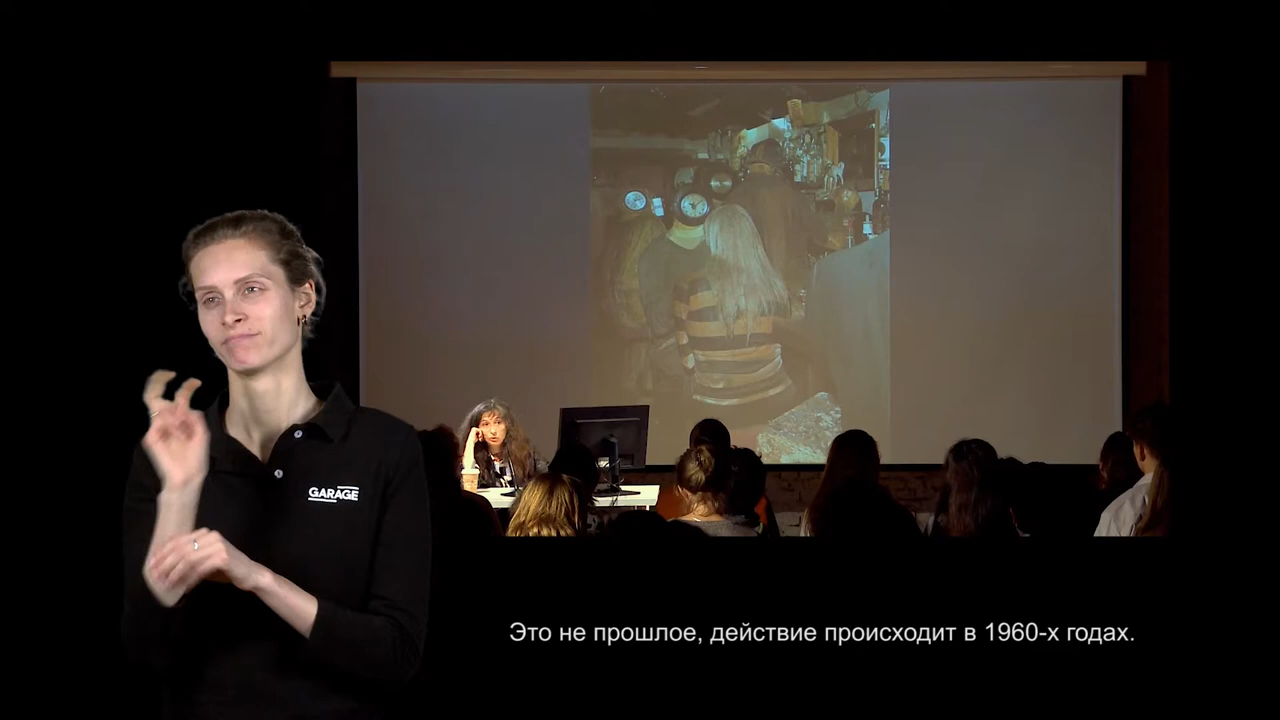 GARAGE
Это не прошлое, действие происходит в 1960-х годах.